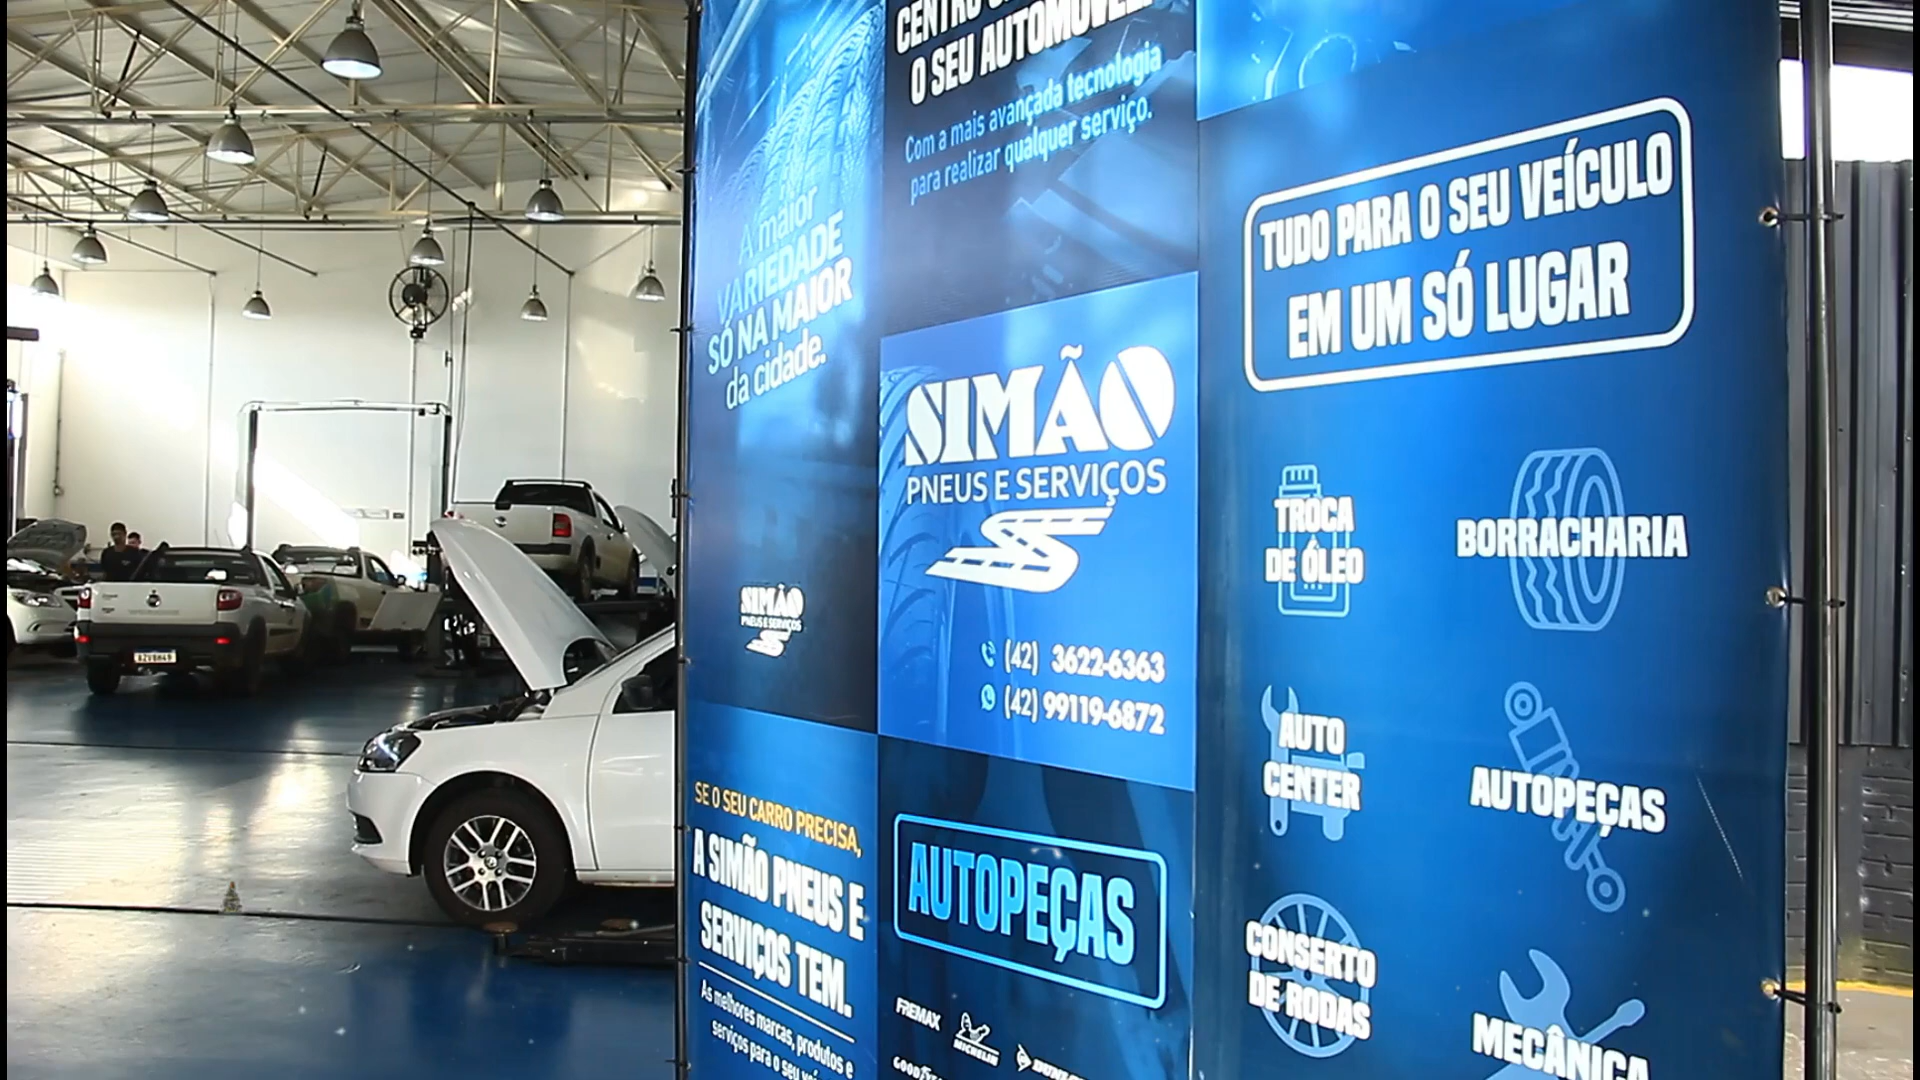 A maior
VARIEDADE
SÓ NA MAIOR
da cidade.
SIMÃO
PNEUS E SERVIÇOS
SE O SEU CARRO PRECISA,
A SIMÃO PNEUS E
SERVIÇOS TEM.
As melhores marcas, produtos e
serviços para o seu
CENTRO
O SEU AUTOMÓVEL.
Com a mais avançada tecnologia
para realizar qualquer serviço.
SIMÃO
PNEUS E SERVIÇOS
(42) 3622-6363
(42) 99119-6872
AUTOPEÇAS
FREMAX
MICHELIN
DUNLO
GOODYEAR
TUDO PARA O SEU VEÍCULO
EM UM SÓ LUGAR
TROCA
DE ÓLEO
BORRACHARIA
AUTO
CENTER
AUTOPEÇAS
CONSERTO
DE RODAS
MECÂNICA